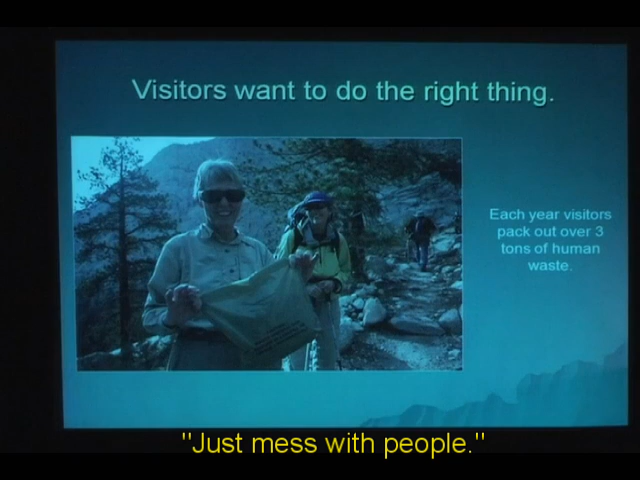 Visitors want to do the right thing.
Each year visitors
pack out over 3
tons of human
waste.
"Just mess with people."